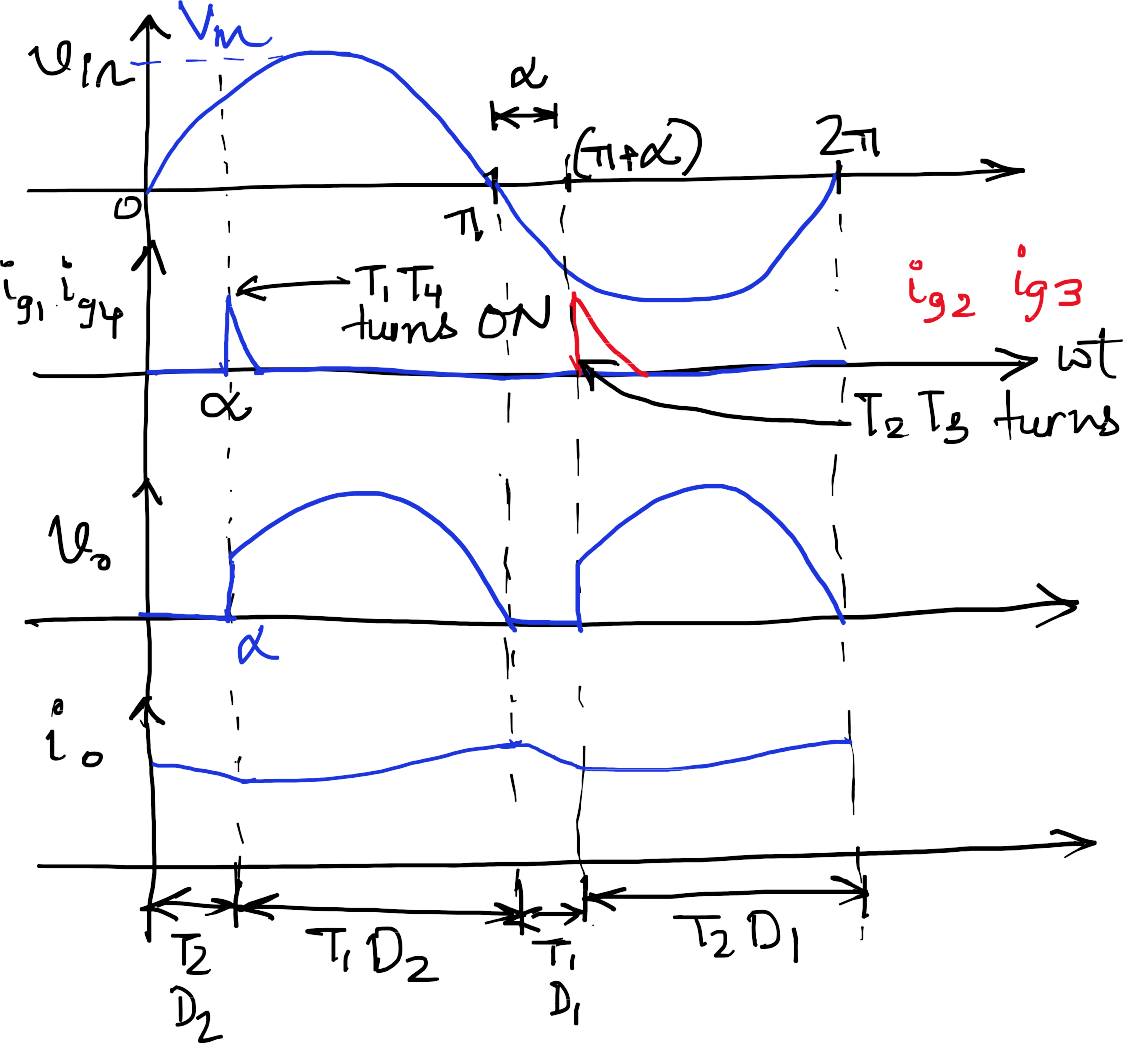 Vm
vin
α
(π+α)
2π
0
π
ig1 ig4
T1 T4
turns ON
ig2 ig3
ωt
α
T2 T3 turns
Vo
α
io
T2
D2
T1 D2
T1
D1
T2 D1